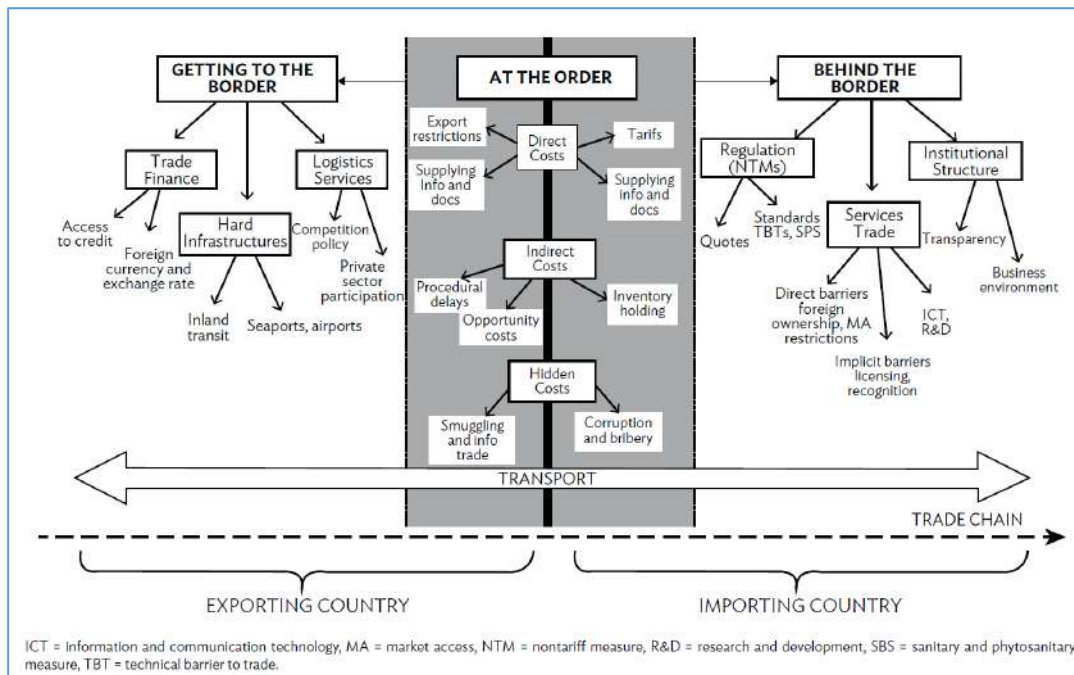 GETTING TO THE
BORDER
AT THE ORDER
BEHIND THE
BORDER
Trade
Finance
Logistics
Services
Access
to credit
Foreign
currency and
exchange rate
Hard
Infrastructures
Competition
policy
Private
sector
participation
Inland
transit
Seaports, airports
Export
restrictions
Direct
Costs
Tarifs
Supplying
Info and
docs
Supplying
info and
docs
Indirect
Costs
Procedural
delays
Opportunity
costs
Inventory
holding
Hidden
Costs
Smuggling
and info
trade
Corruption
and bribery
Regulation
(NTMs)
Institutional
Structure
Quotes
Standards
TBTs, SPS
Services
Trade
Transparency
Business
environment
Direct barriers
foreign
ownership, MA
restrictions
ICT,
R&D
Implicit barriers
licensing,
recognition
TRANSPORT
TRADE CHAIN
EXPORTING COUNTRY
IMPORTING COUNTRY
ICT = information and communication technology, MA = market access, NTM = nontariff measure, R&D = research and development, SBS = sanitary and phytosanitary
measure, TBT = technical barrier to trade.